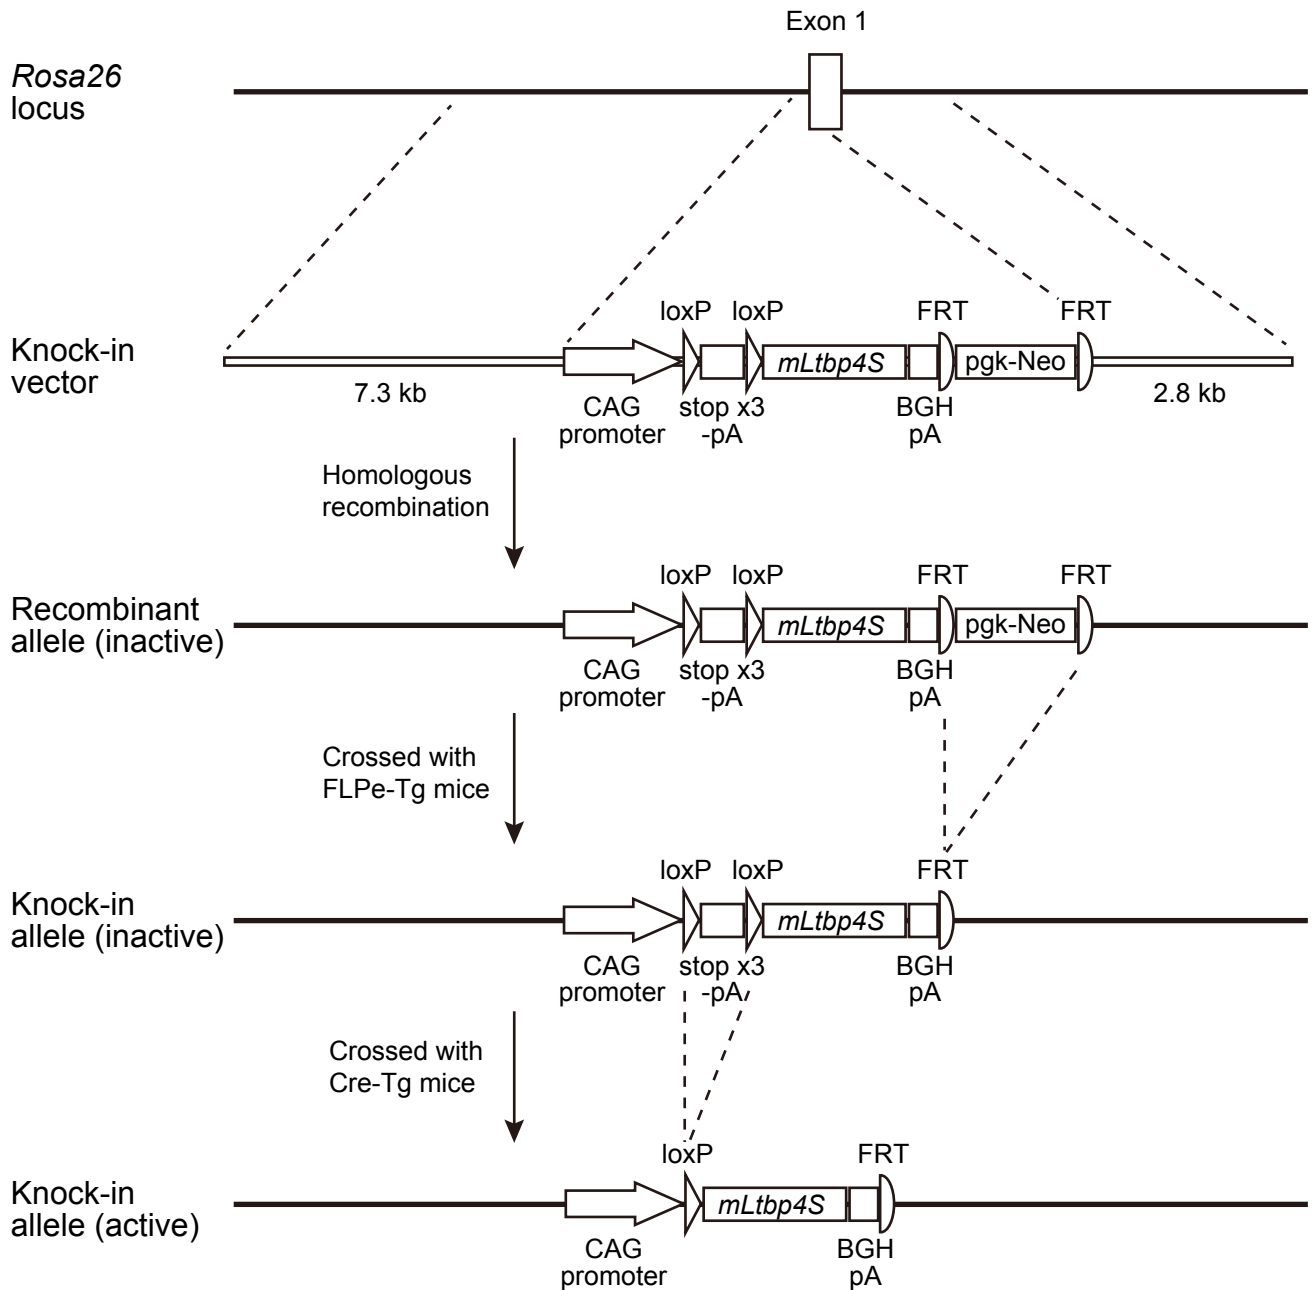 Exon 1
Rosa26
locus
loxP loxP FRT FRT
Knock-in
vector
mLtbp4S pgk-Neo
7.3 kb 2.8 kb
CAG stop x3 BGH
promoter -pA pA
Homologous
recombination
loxP loxP FRT FRT
Recombinant
allele (inactive)
mLtbp4S pgk-Neo
CAG stop x3 BGH
promoter -pA pA
Crossed with
FLPe-Tg mice
loxP loxP FRT
Knock-in
allele (inactive)
mLtbp4S
CAG stop x3 BGH
promoter -pA pA
Crossed with
Cre-Tg mice
loxP FRT
Knock-in
allele (active)
mLtbp4S
CAG BGH
promoter pA